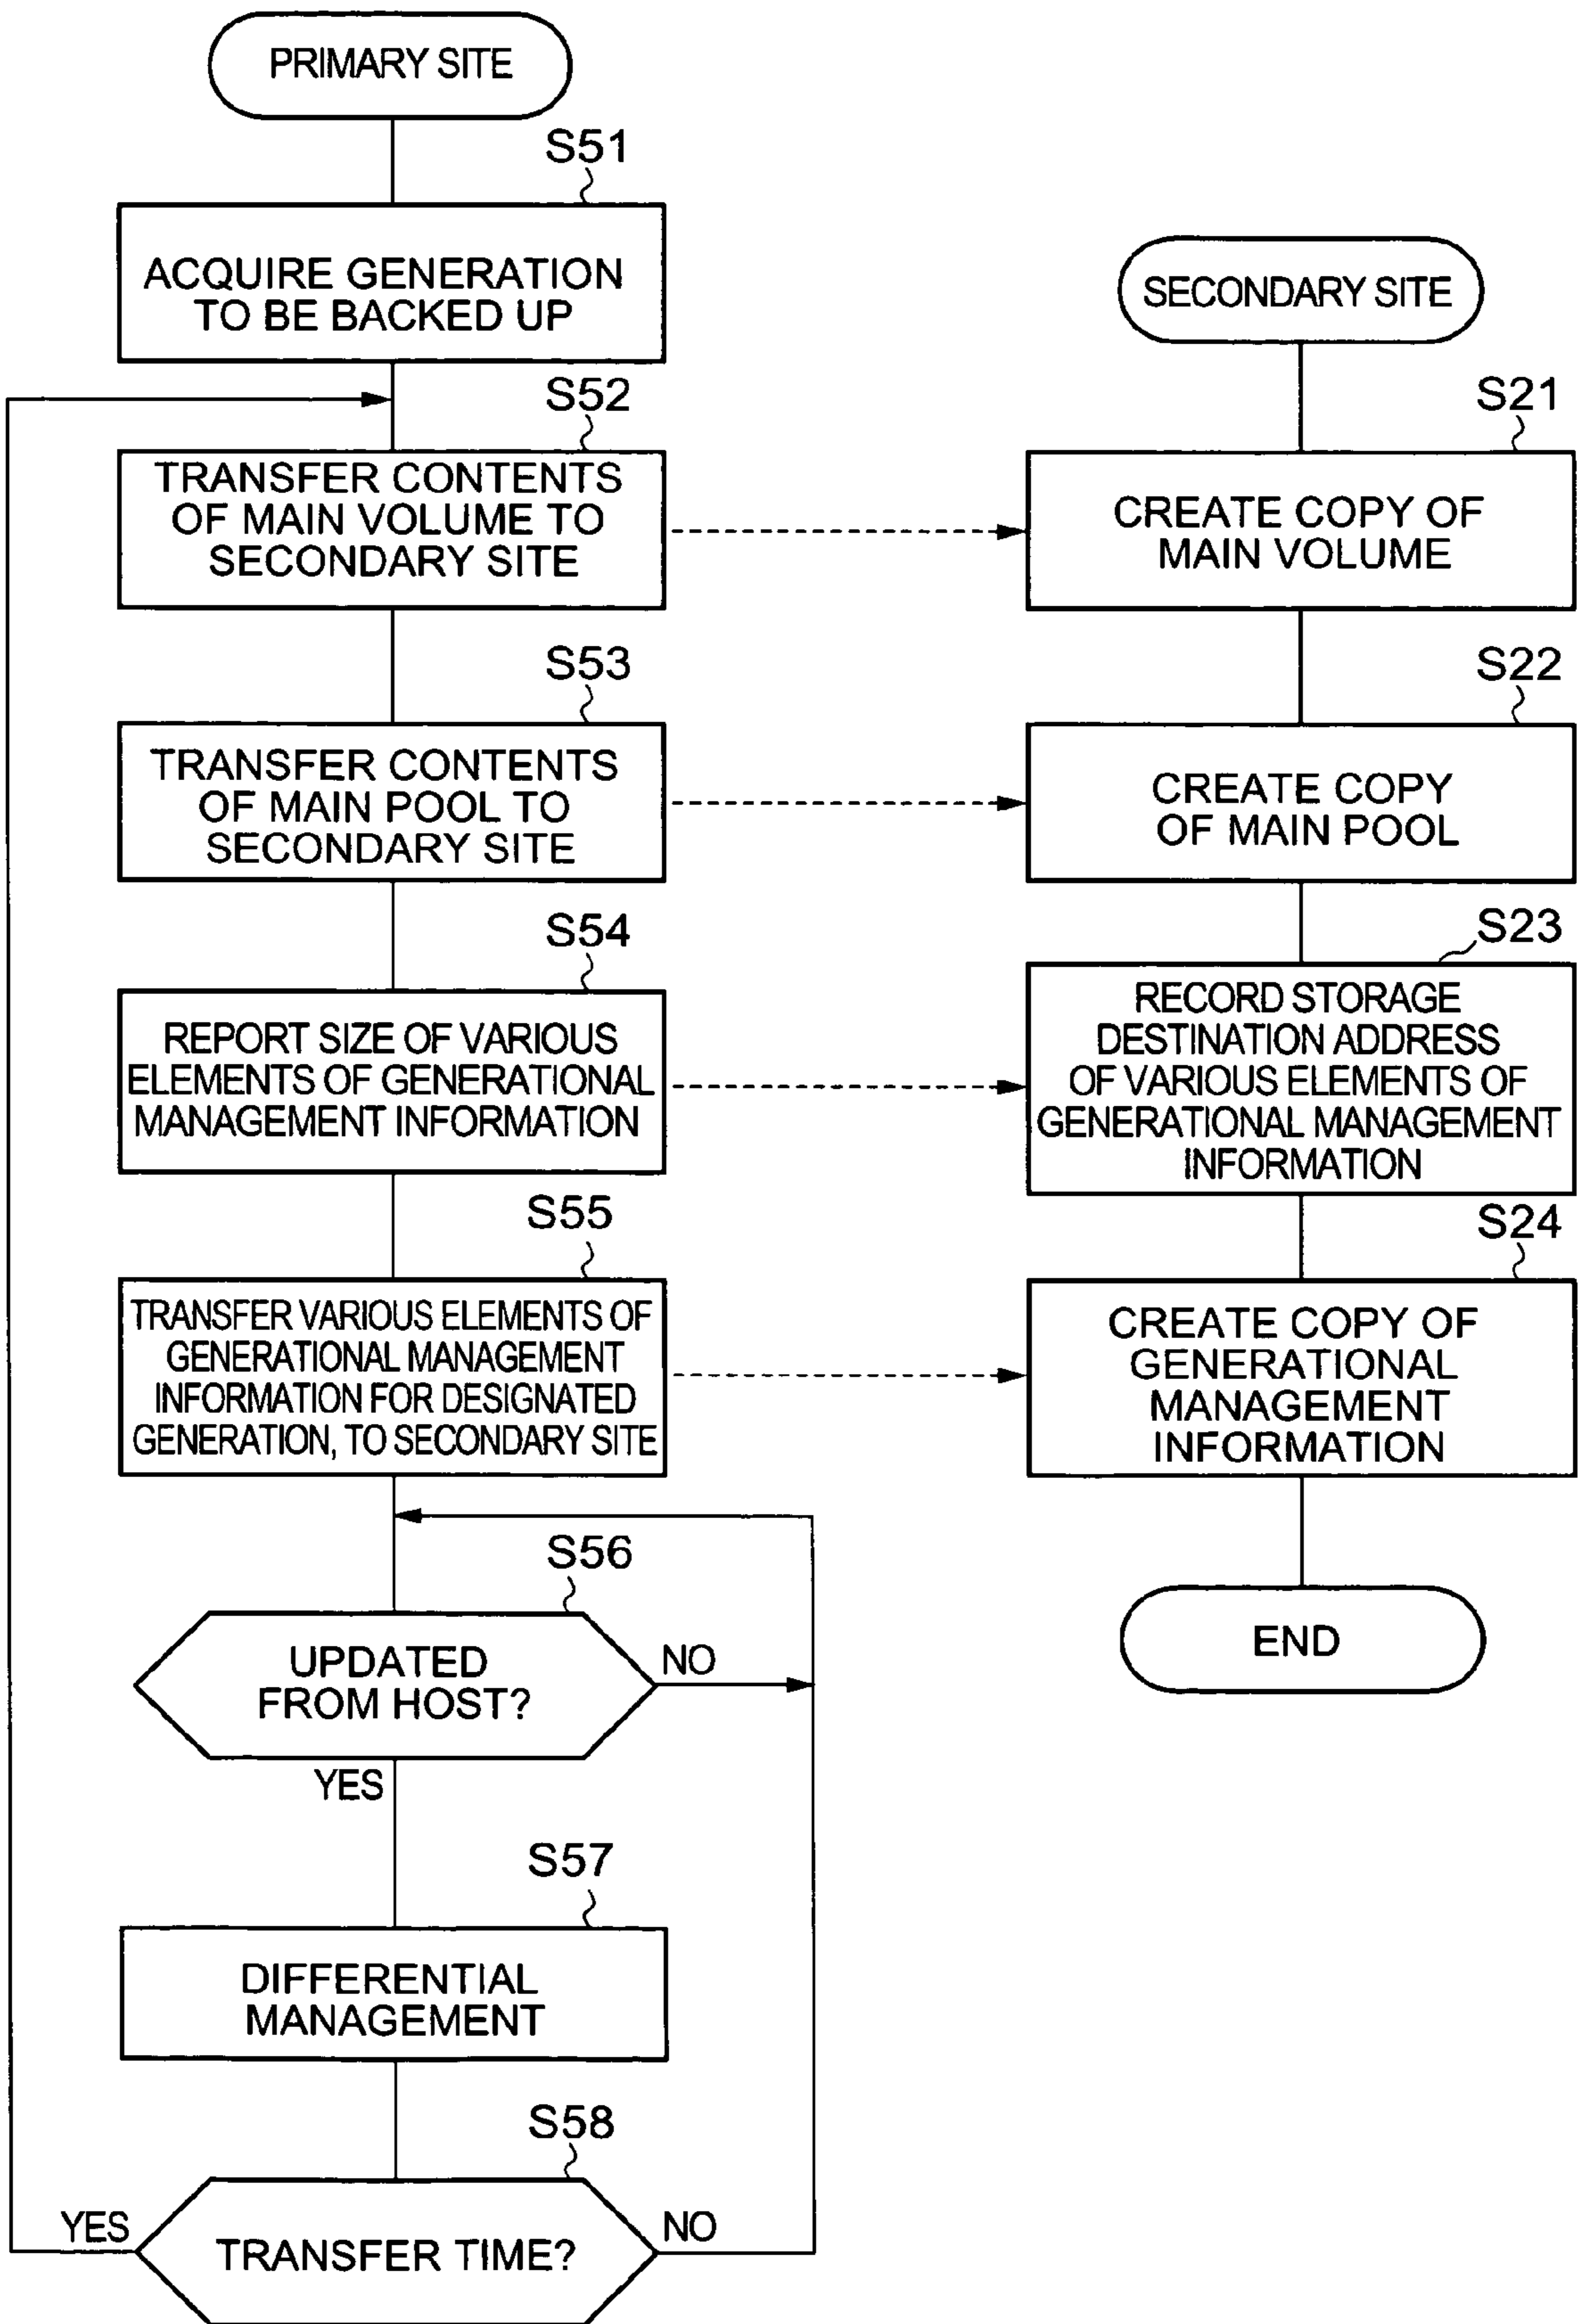 PRIMARY SITE
S51
ACQUIRE GENERATION
TO BE BACKED UP
S52
TRANSFER CONTENTS
OF MAIN VOLUME TO
SECONDARY SITE
S53
TRANSFER CONTENTS
OF MAIN POOL TO
SECONDARY SITE
S54
REPORT SIZE OF VARIOUS
ELEMENTS OF GENERATIONAL
MANAGEMENT INFORMATION
S55
TRANSFER VARIOUS ELEMENTS OF
GENERATIONAL MANAGEMENT
INFORMATION FOR DESIGNATED
GENERATION, TO SECONDARY SITE
S56
UPDATED
FROM HOST?
NO
YES
S57
DIFFERENTIAL
MANAGEMENT
S58
YES
TRANSFER TIME?
NO
SECONDARY SITE
S21
CREATE COPY OF
MAIN VOLUME
S22
CREATE COPY
OF MAIN POOL
S23
RECORD STORAGE
DESTINATION ADDRESS
OF VARIOUS ELEMENTS OF
GENERATIONAL MANAGEMENT
INFORMATION
S24
CREATE COPY OF
GENERATIONAL
MANAGEMENT
INFORMATION
END